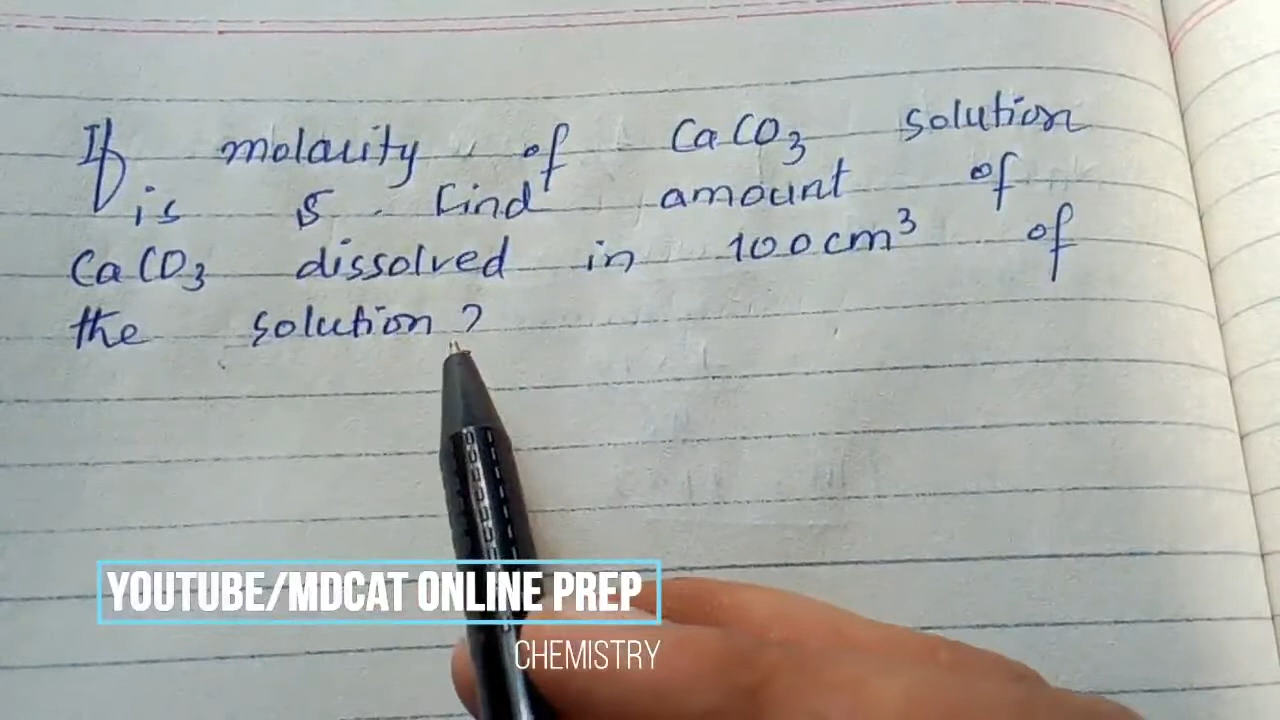 If molarity of CaCO3 solution
is 5. Find amount of
CaCO3 dissolved in 100cm³ of
the solution?
YOUTUBE/MDCAT ONLINE PREP
CHEMISTRY